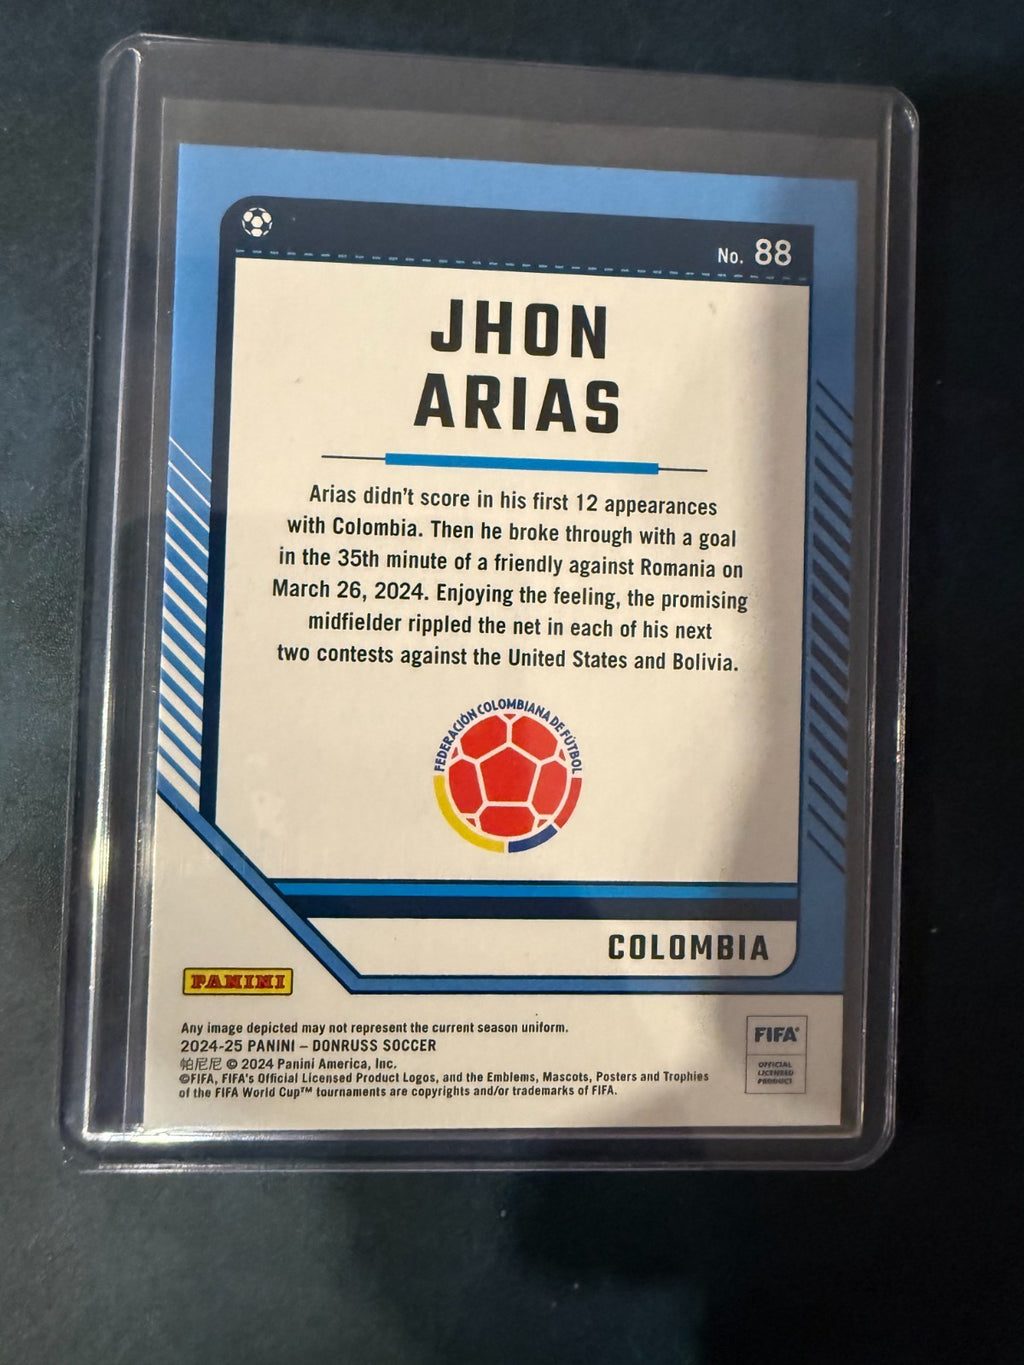 No. 88
JHON
ARIAS
Arias didn't score in his first 12 appearances
with Colombia. Then he broke through with a goal
in the 35th minute of a friendly against Romania on
March 26, 2024. Enjoying the feeling, the promising
midfielder rippled the net in each of his next
two contests against the United States and Bolivia.
FEDERACIÓN COLOMBIANA DE FÚTBOL
COLOMBIA
PANINI
Any image depicted may not represent the current season uniform.
2024-25 PANINI – DONRUSS SOCCER
帕尼尼 © 2024 Panini America, Inc.
©FIFA, FIFA's Official Licensed Product Logos, and the Emblems, Mascots, Posters and Trophies
of the FIFA World Cup™ tournaments are copyrights and/or trademarks of FIFA.
FIFA®
OFFICIAL
LICENSED
PRODUCT